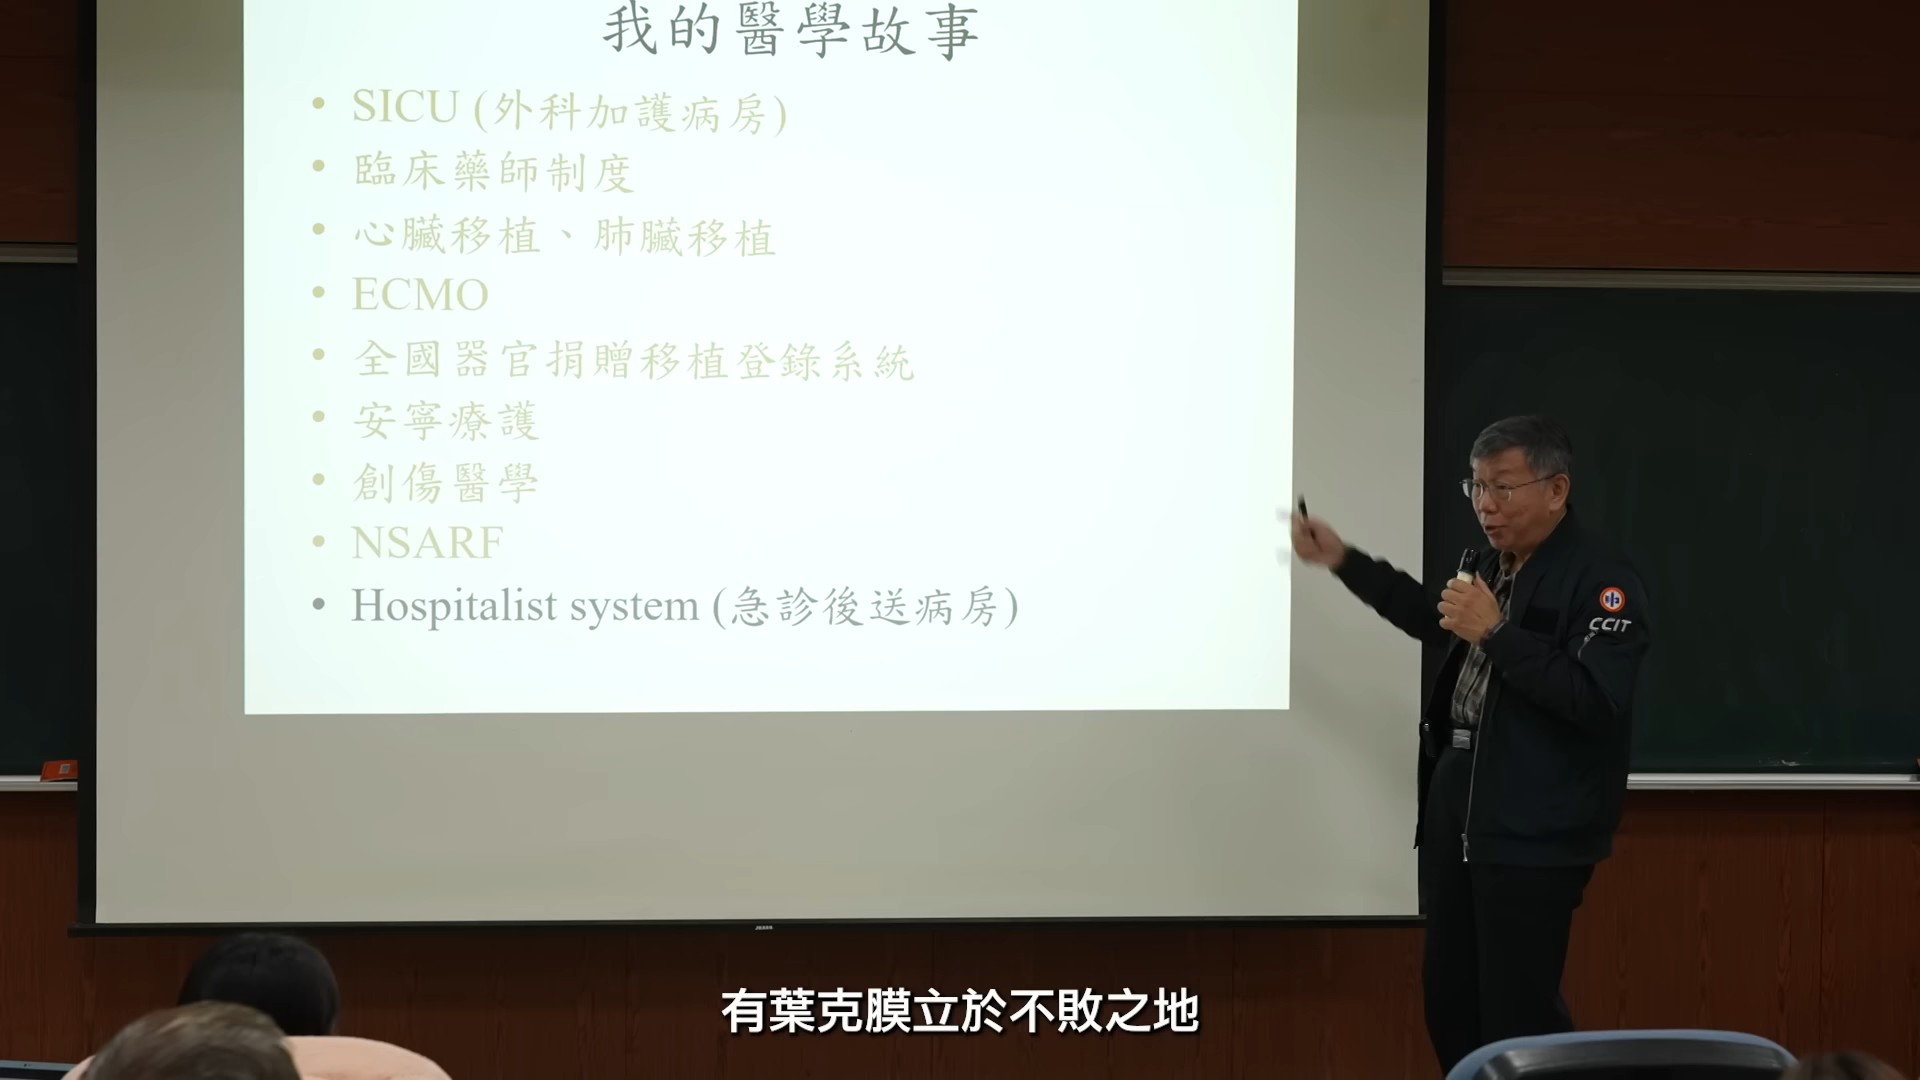 我的醫學故事
• SICU (外科加護病房)
• 臨床藥師制度
• 心臟移植、肺臟移植
• ECMO
• 全國器官捐贈移植登錄系統
• 安寧療護
• 創傷醫學
• NSARF
• Hospitalist system (急診後送病房)
中
CCIT
有葉克膜立於不敗之地